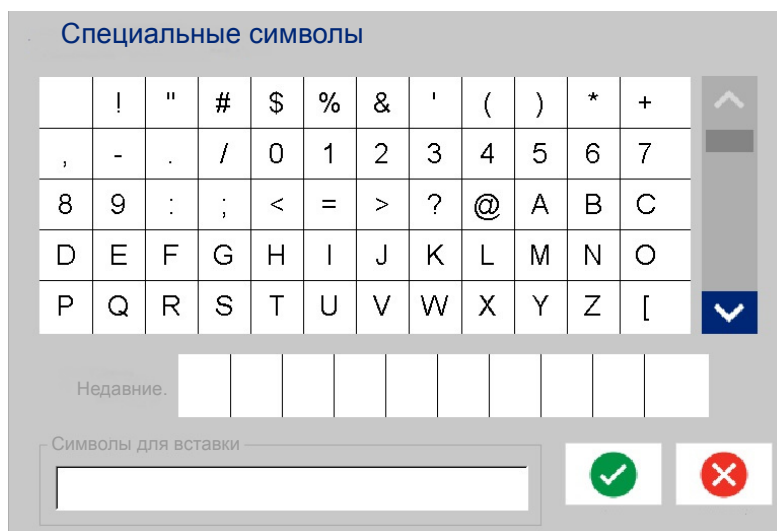 Специальные символы
! " # $ % & ' ( ) * +
, - . / 0 1 2 3 4 5 6 7
8 9 : ; < = > ? @ A B C
D E F G H I J K L M N O
P Q R S T U V W X Y Z [
Недавние.
Символы для вставки